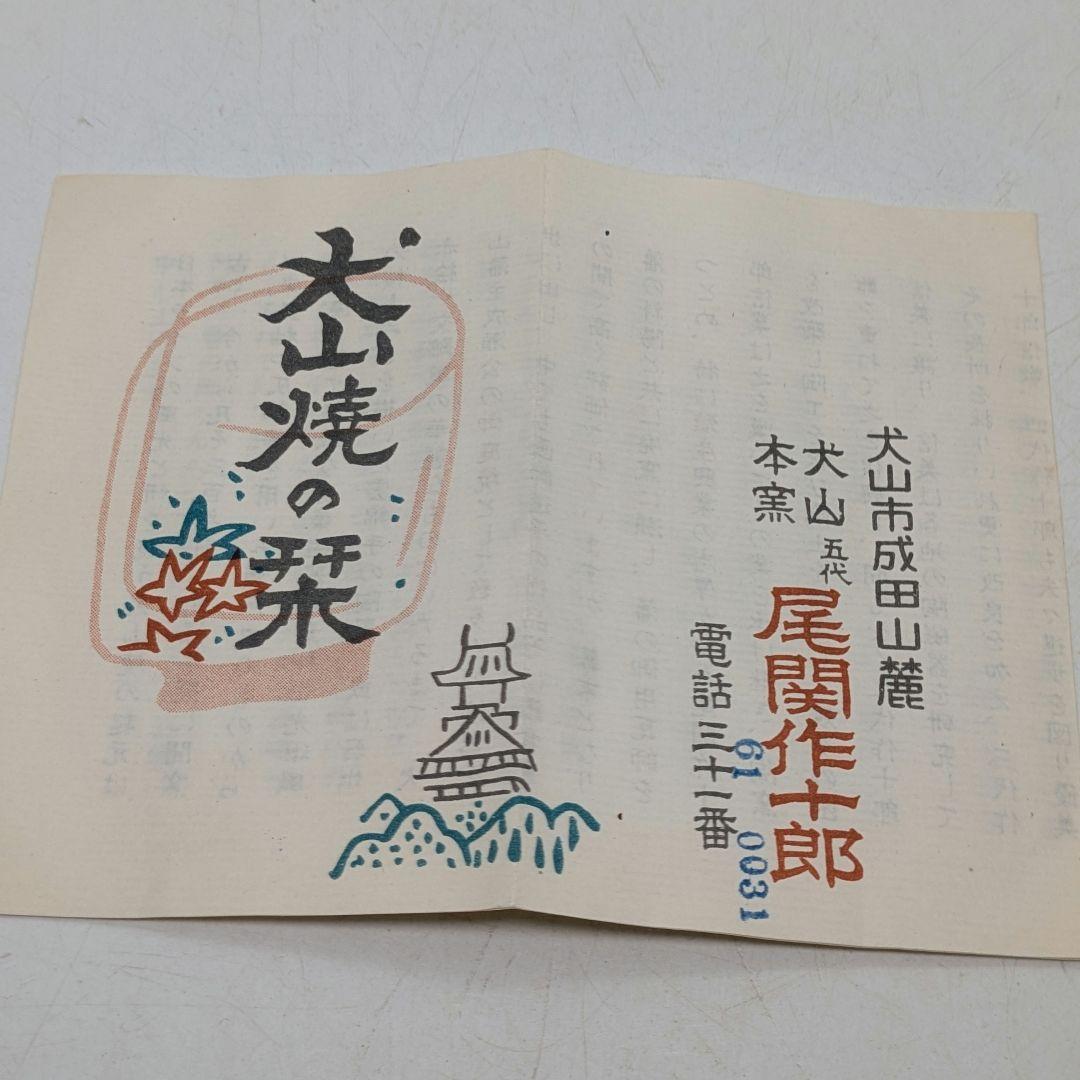 犬山市成田山麓
犬山
本窯
五代
尾関作十郎
電話 三十一番
61 0031
犬山焼の栞